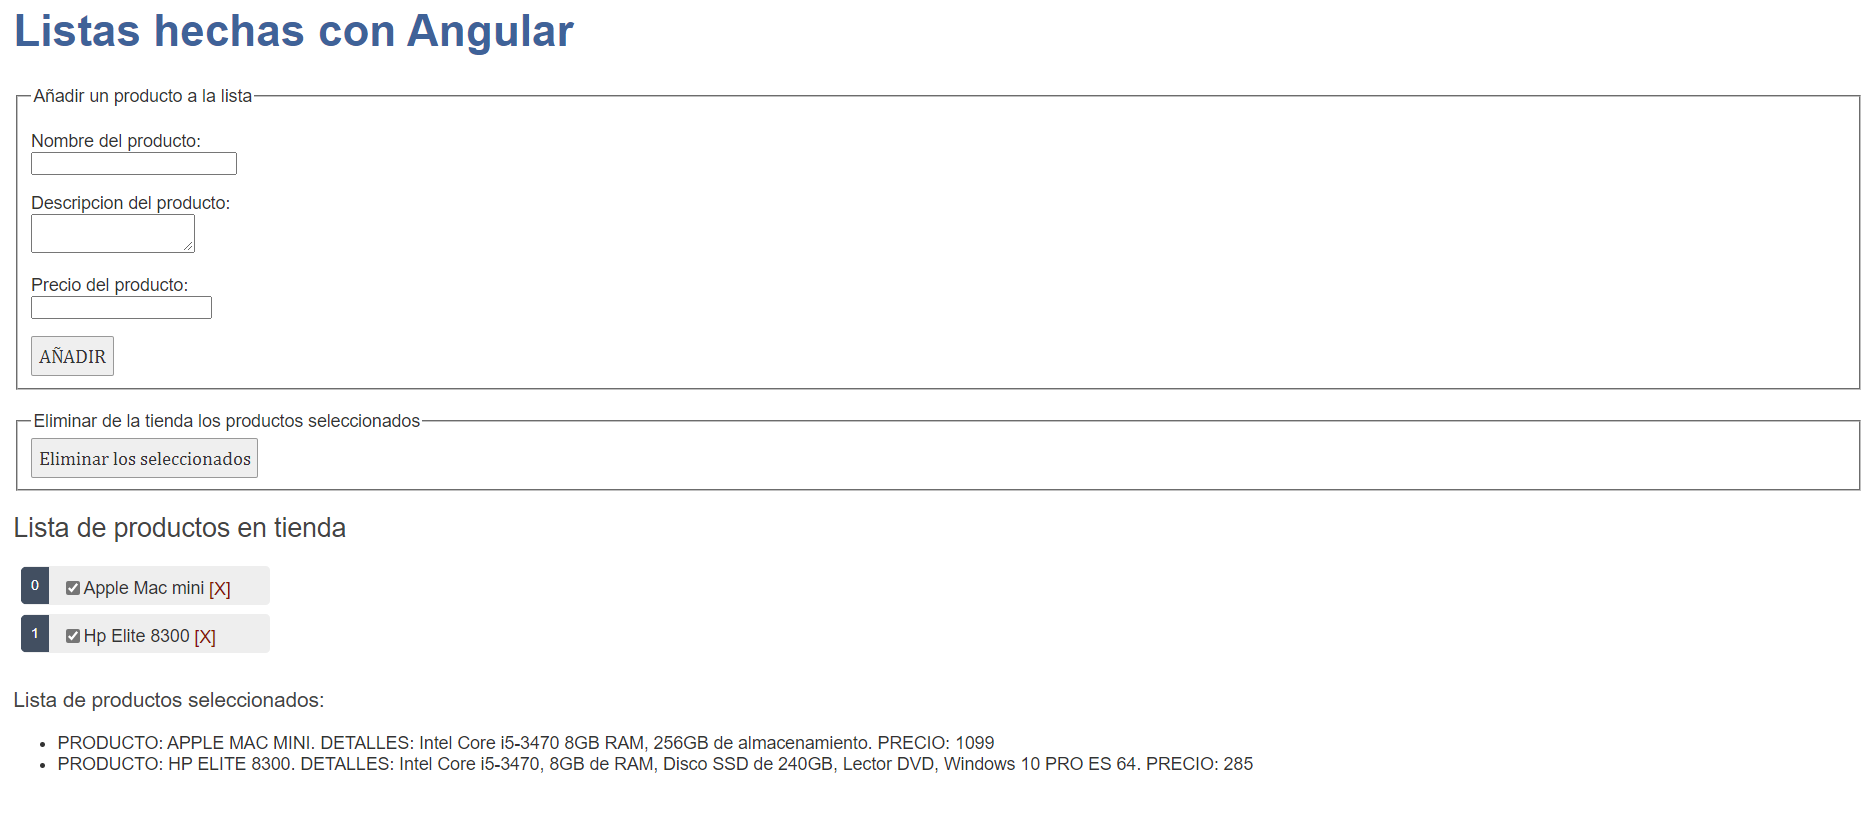 Listas hechas con Angular
Añadir un producto a la lista
Nombre del producto:
Descripcion del producto:
Precio del producto:
AÑADIR
Eliminar de la tienda los productos seleccionados
Eliminar los seleccionados
Lista de productos en tienda
0 Apple Mac mini [X]
1 Hp Elite 8300 [X]
Lista de productos seleccionados:
• PRODUCTO: APPLE MAC MINI. DETALLES: Intel Core i5-3470 8GB RAM, 256GB de almacenamiento. PRECIO: 1099
• PRODUCTO: HP ELITE 8300. DETALLES: Intel Core i5-3470, 8GB de RAM, Disco SSD de 240GB, Lector DVD, Windows 10 PRO ES 64. PRECIO: 285